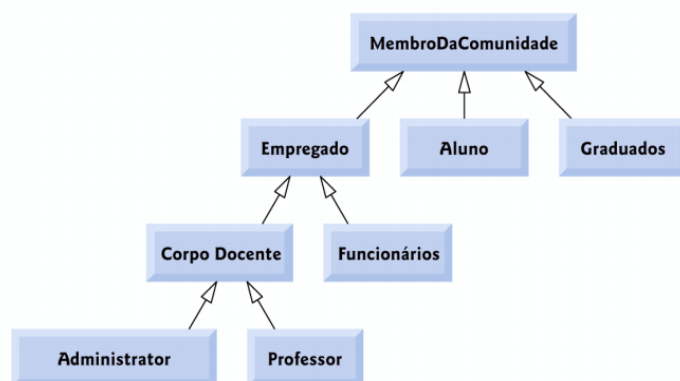 MembroDaComunidade
Empregado
Aluno
Graduados
Corpo Docente
Funcionários
Administrator
Professor